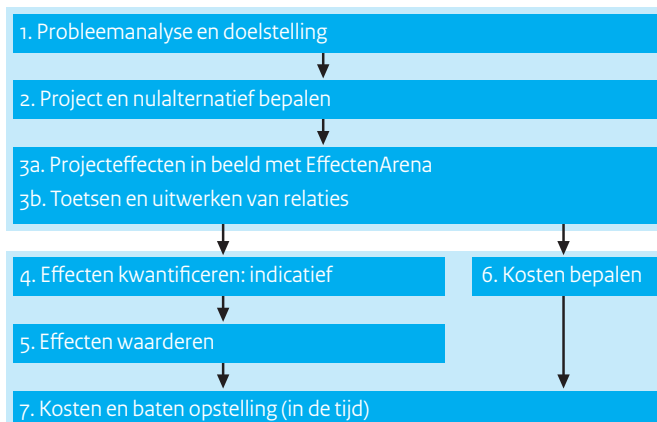 1. Probleemanalyse en doelstelling
2. Project en nulalternatief bepalen
3a. Projecteffecten in beeld met EffectenArena
3b. Toetsen en uitwerken van relaties
4. Effecten kwantificeren: indicatief
6. Kosten bepalen
5. Effecten waarderen
7. Kosten en baten opstelling (in de tijd)